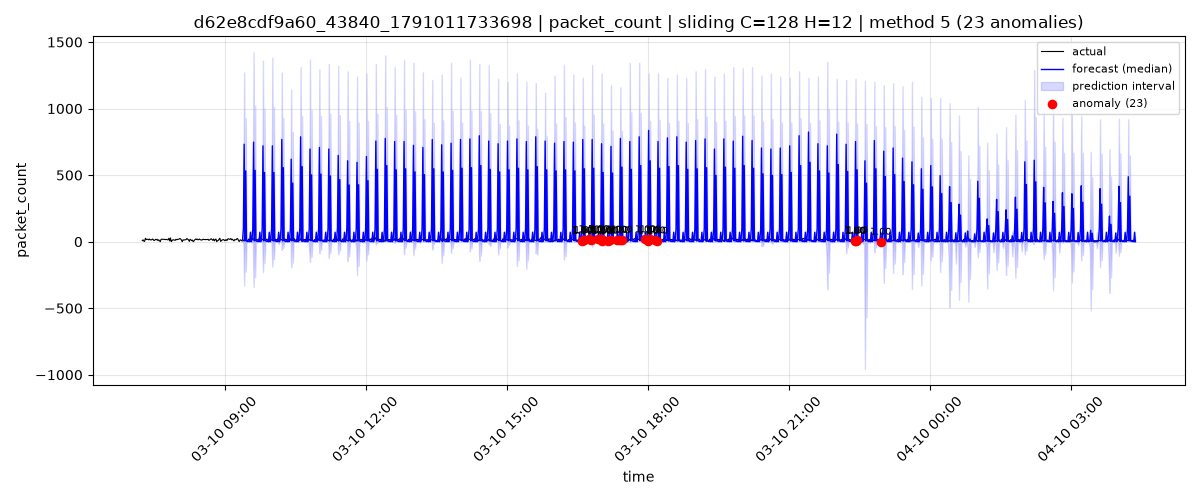 d62e8cdf9a60_43840_1791011733698 | packet_count | sliding C=128 H=12 | method 5 (23 anomalies)
actual
forecast (median)
prediction interval
anomaly (23)
1500
1000
500
0
−500
−1000
packet_count
1.00
03-10 09:00
03-10 12:00
03-10 15:00
03-10 18:00
03-10 21:00
04-10 00:00
04-10 03:00
time